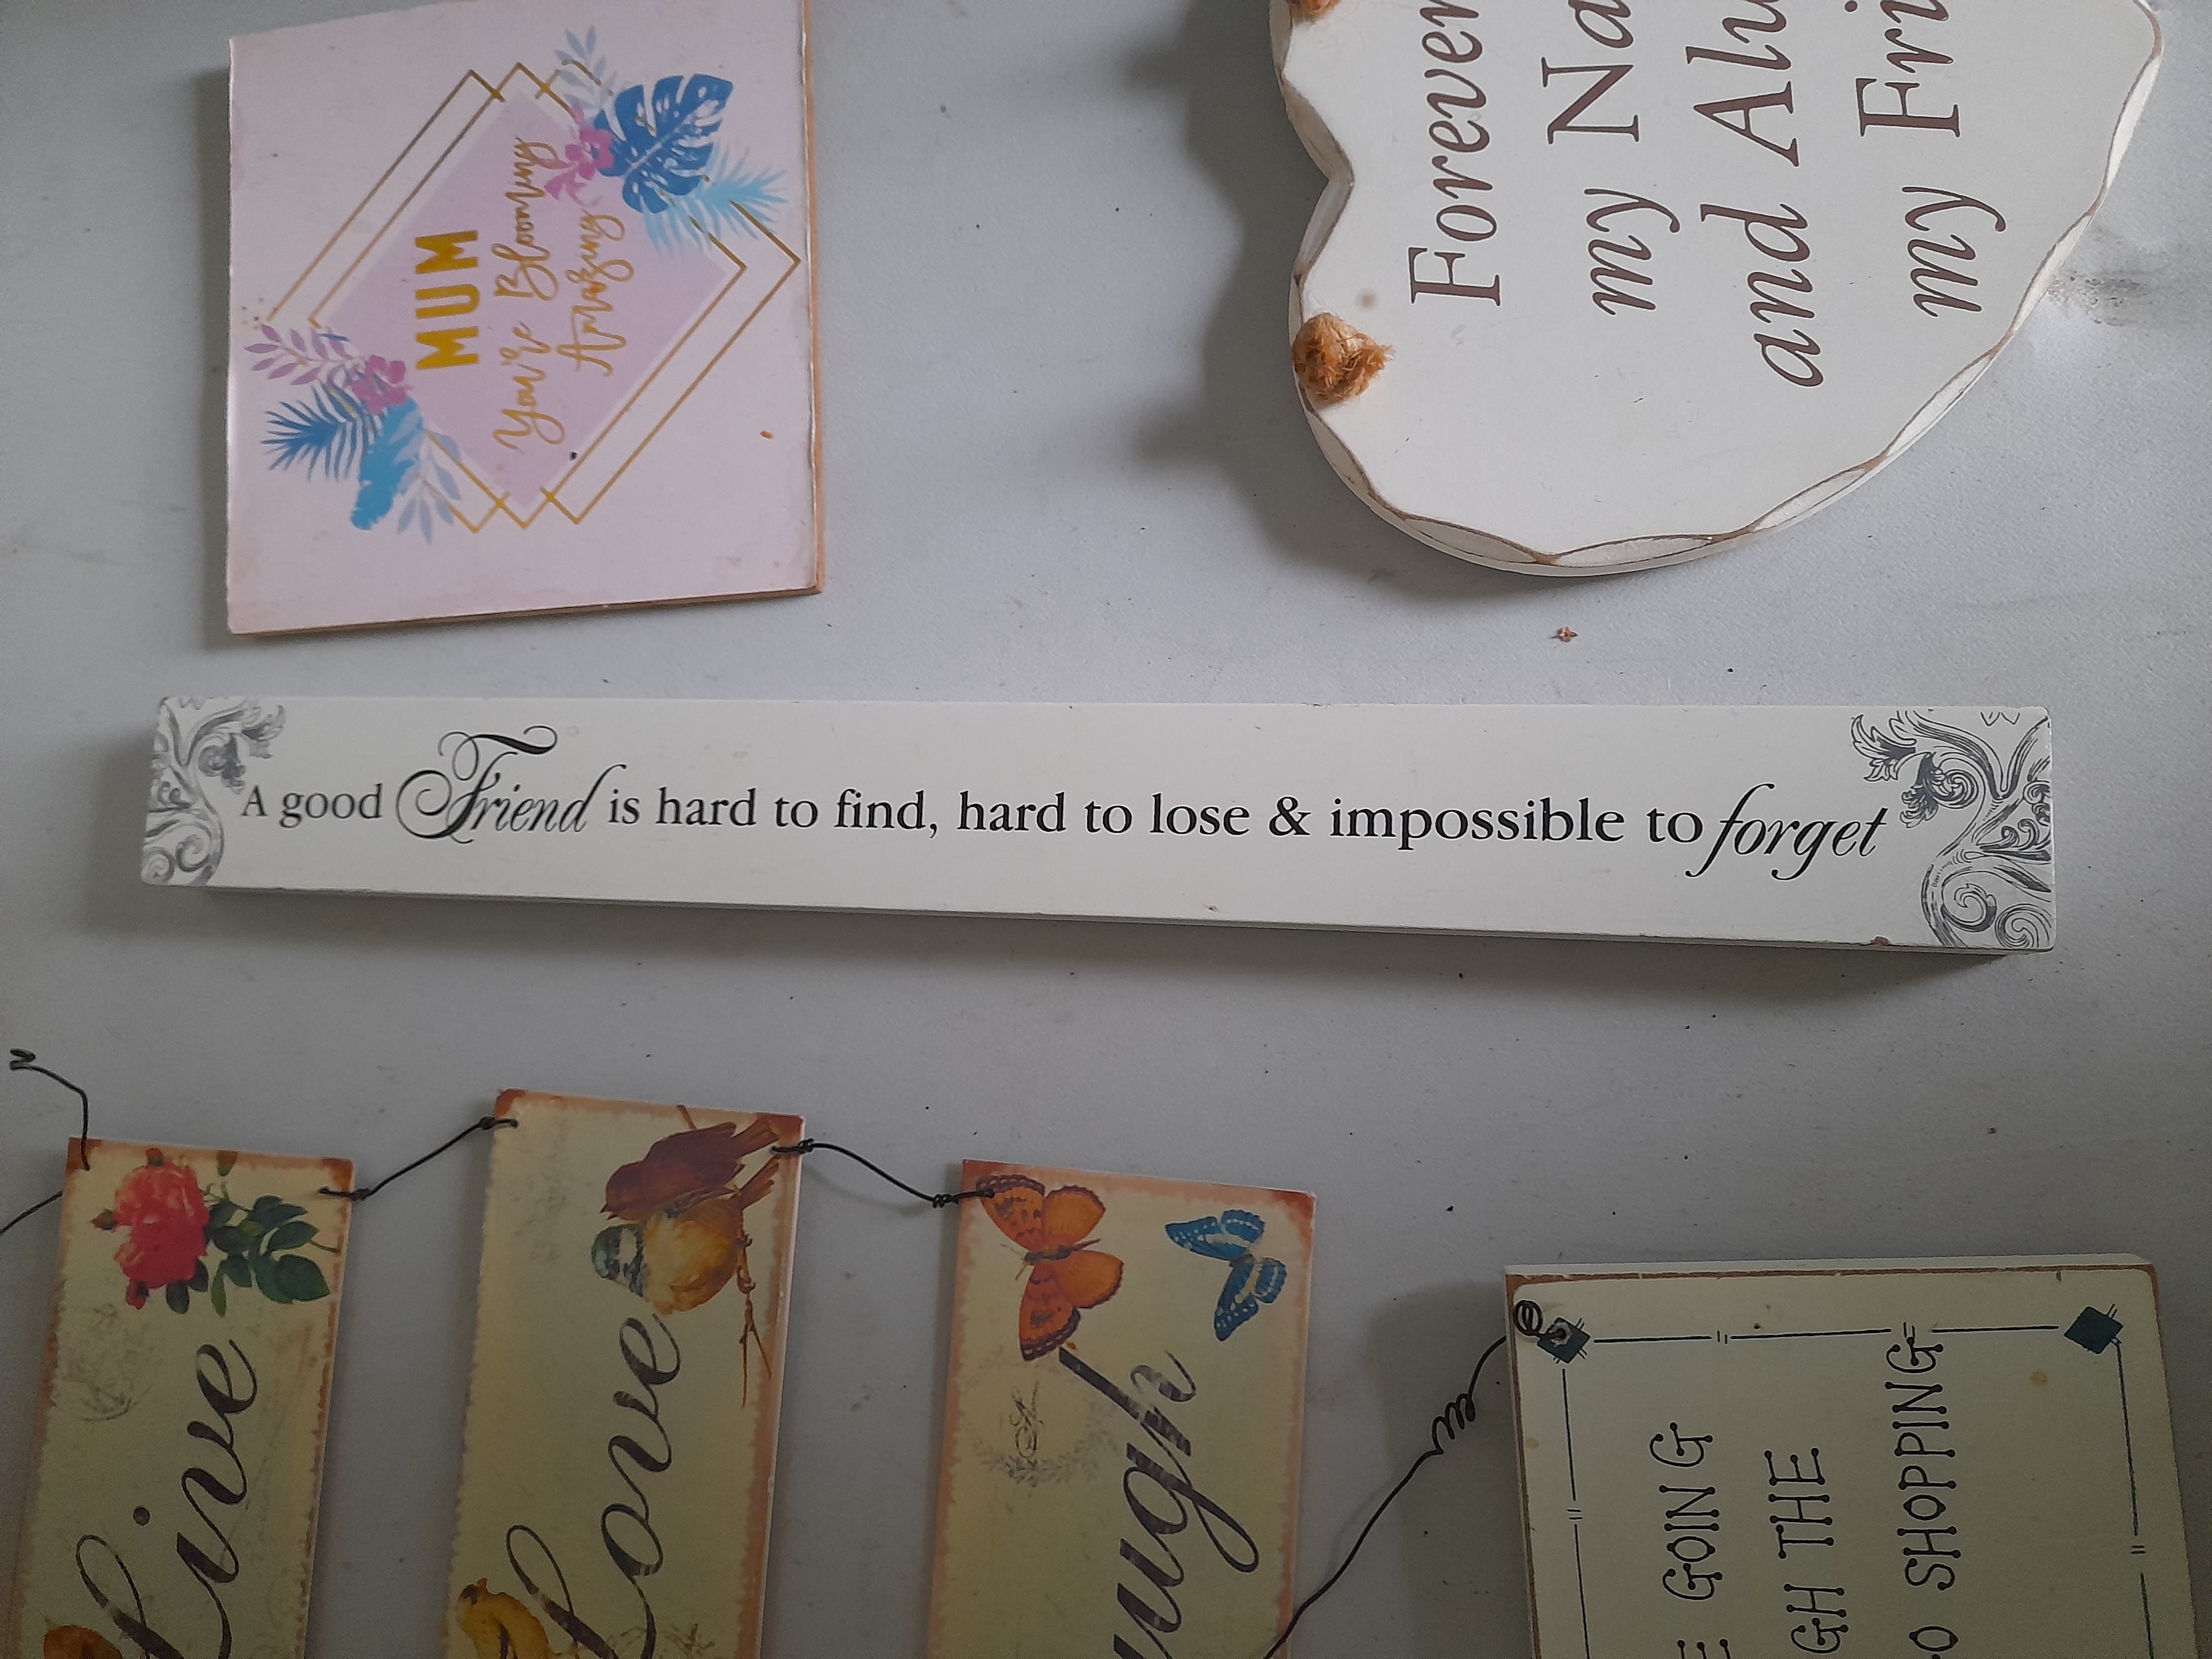 MUM
You're Blooming
Amazing
Forever
my
and
my
A good Friend is hard to find, hard to lose & impossible to forget
Live
Love
GOING
THE
SHOPPING